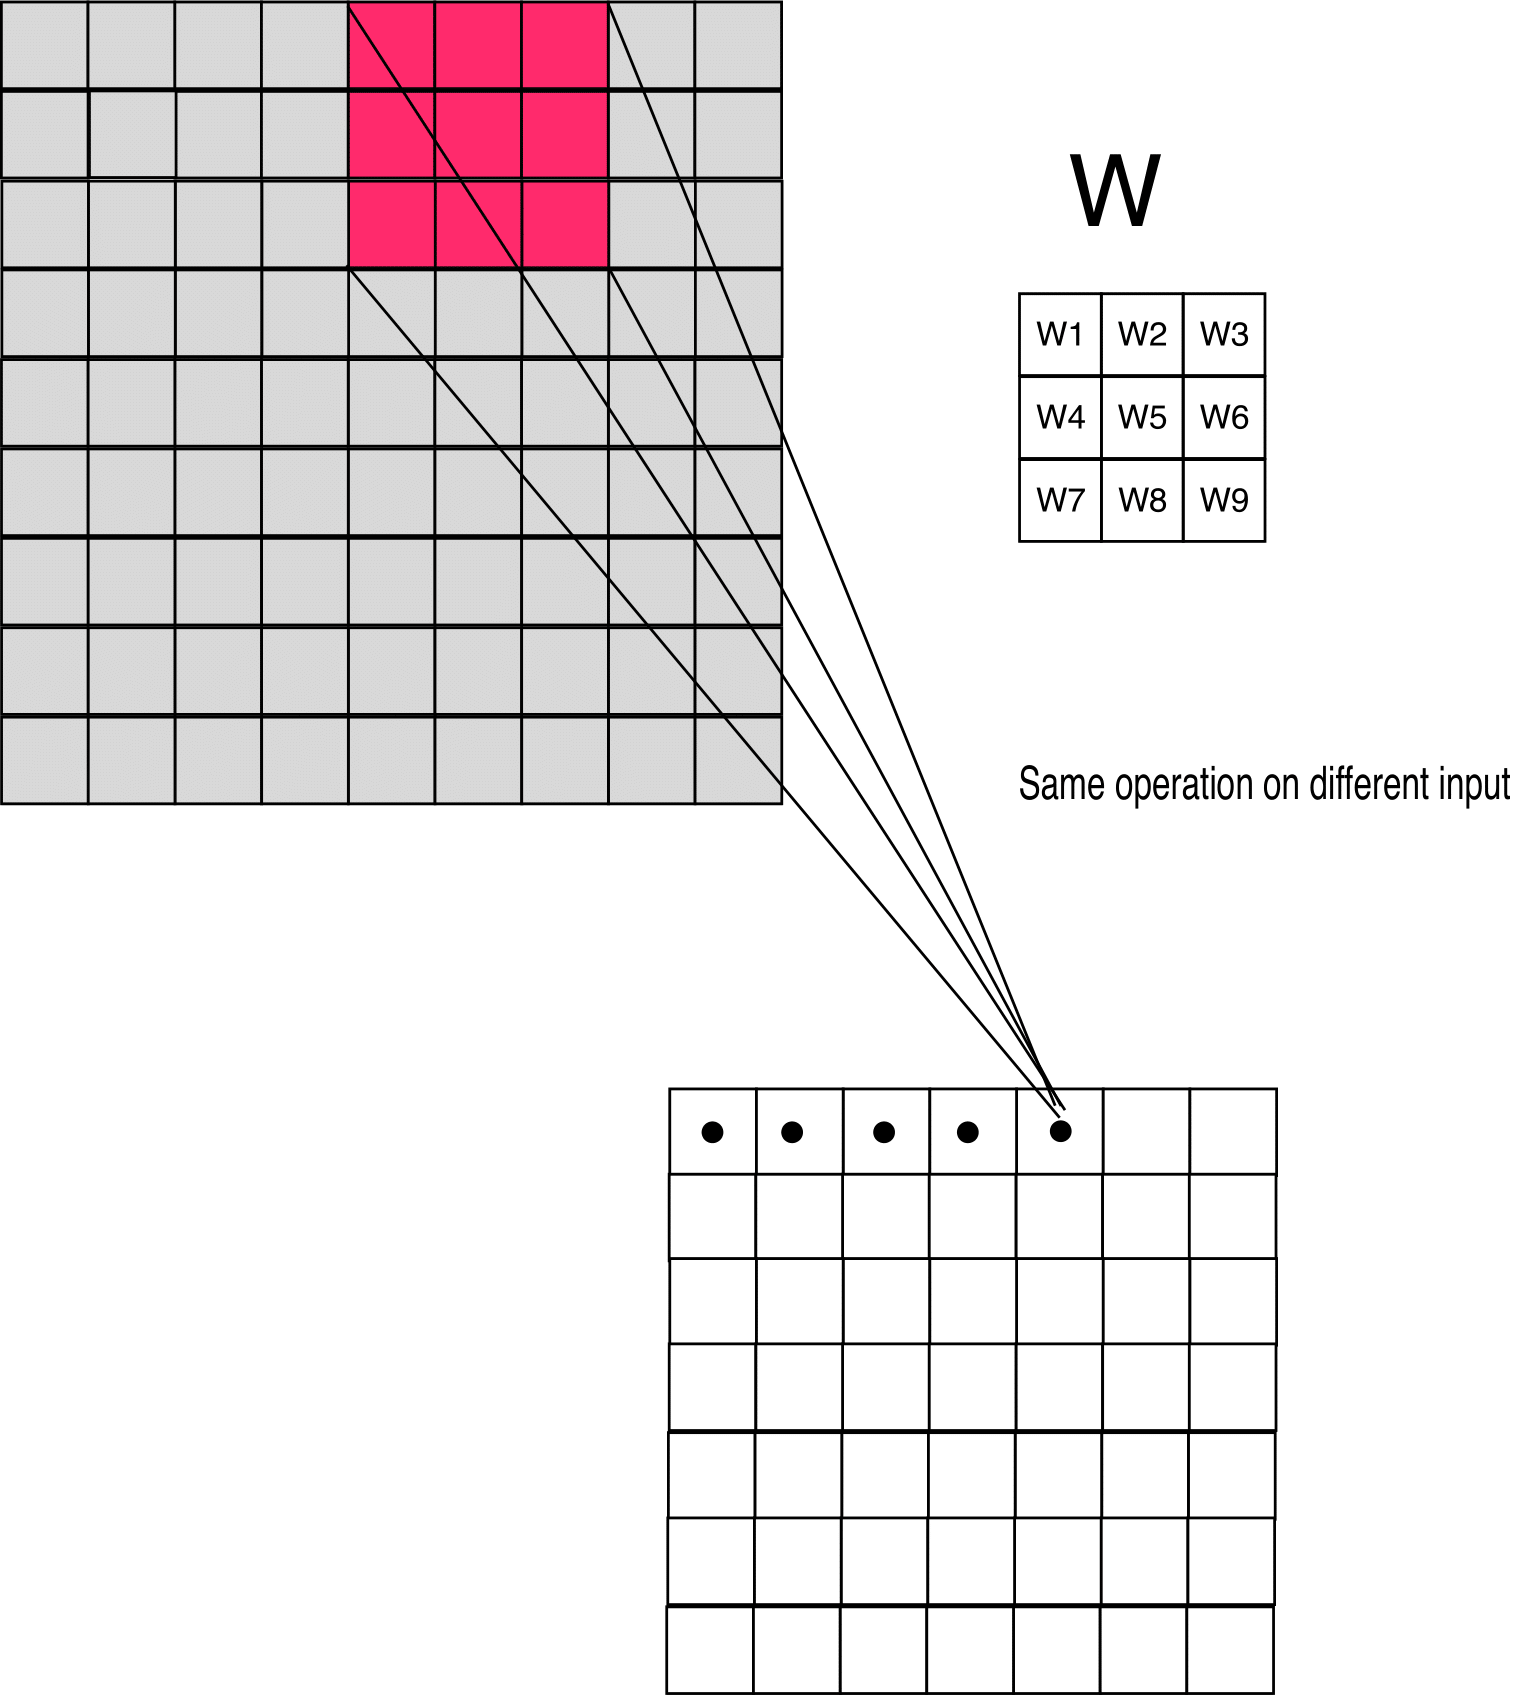 W
W1 W2 W3
W4 W5 W6
W7 W8 W9
Same operation on different input